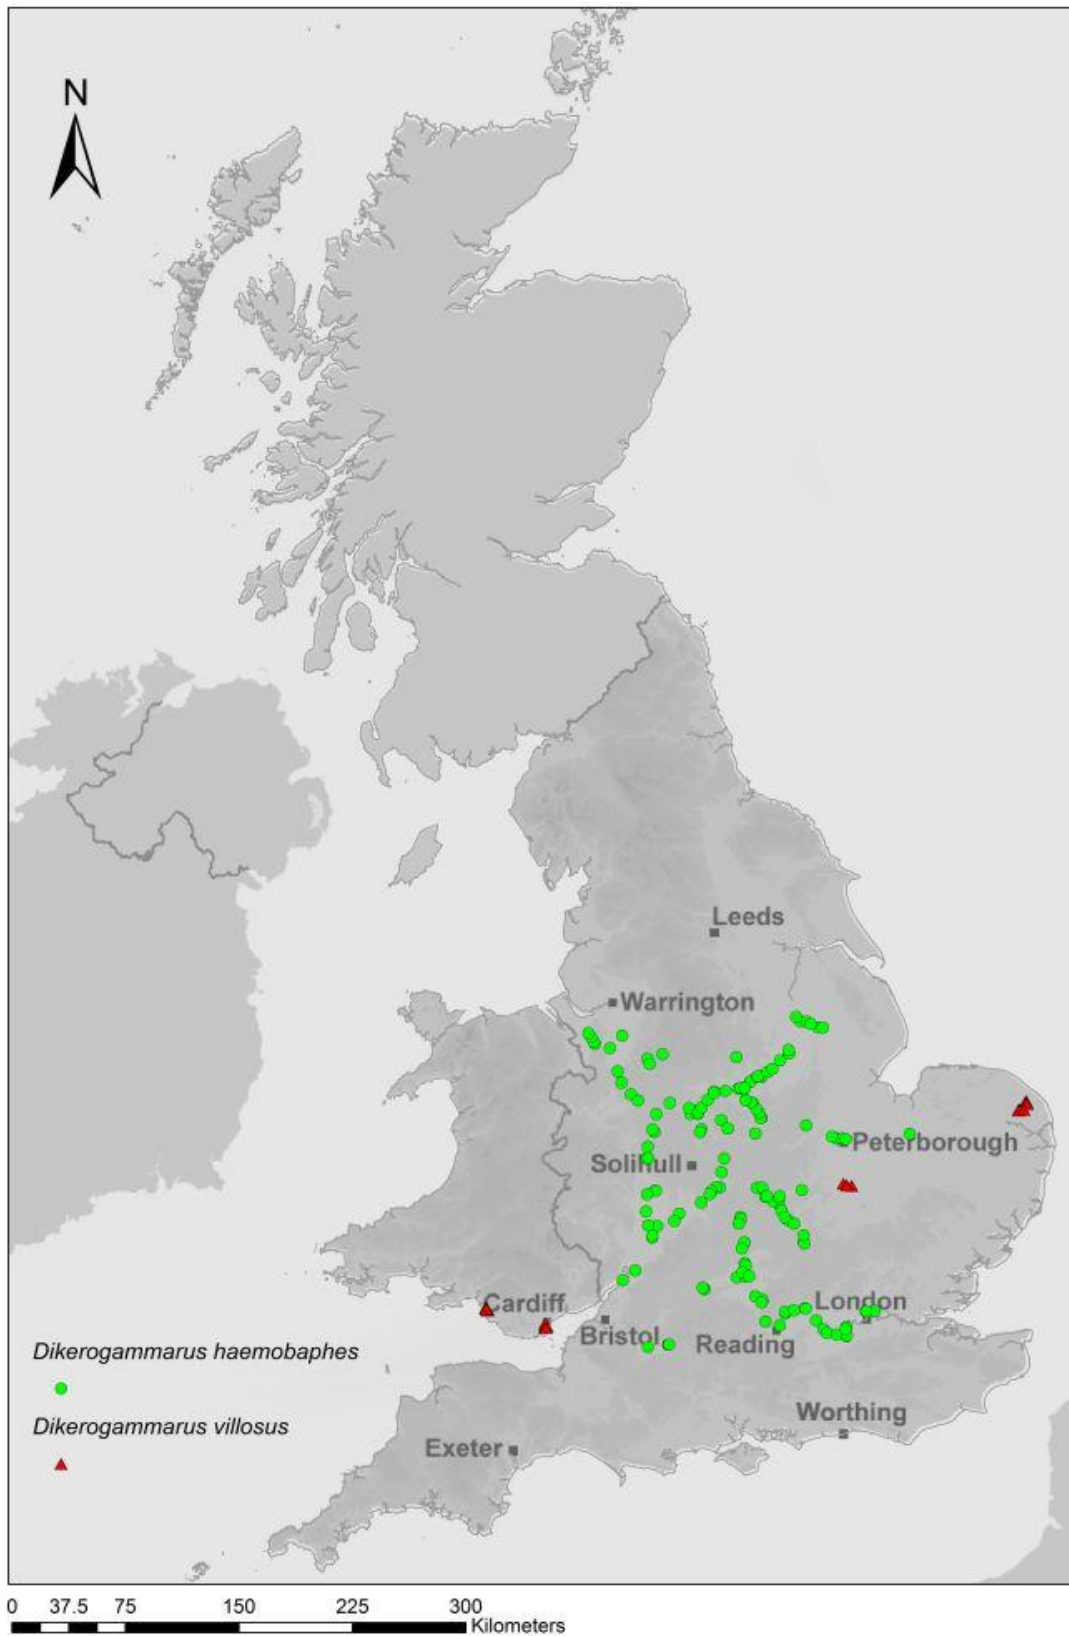 N
Leeds
Warrington
Peterborough
Solihull
Cardiff
London
Bristol
Reading
Dikerogammarus haemobaphes
Dikerogammarus villosus
Worthing
Exeter
0 37.5 75 150 225 300
Kilometers